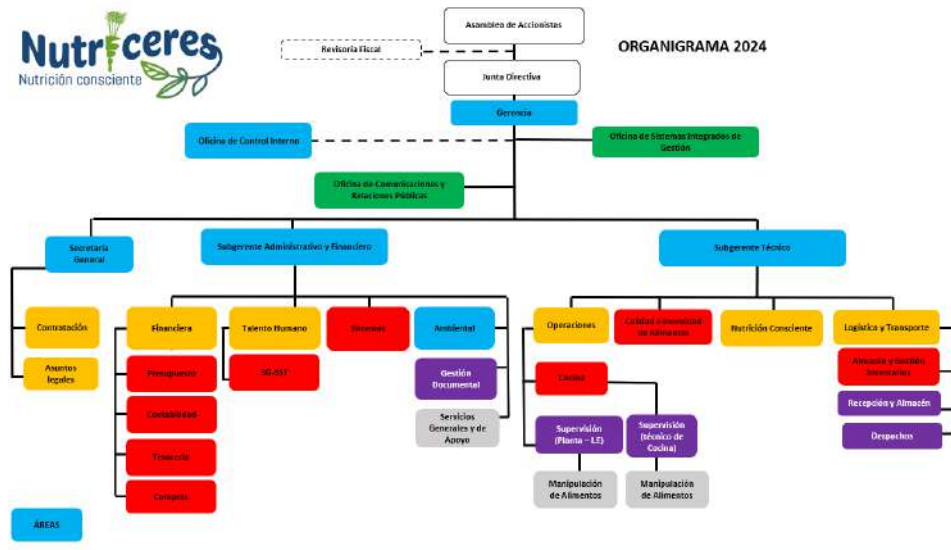 Nutriceres
Nutrición consciente
ORGANIGRAMA 2024
Asamblea de Accionistas
Revisoría Fiscal
Junta Directiva
Gerencia
Oficina de Control Interno
Oficina de Sistemas Integrados de
Gestión
Oficina de Comunicaciones y
Relaciones Públicas
Secretaría
General
Subgerente Administrativo y Financiero
Subgerente Técnico
Contratación
Asuntos
legales
Financiera
Presupuesto
Contabilidad
Tesorería
Compras
Talento Humano
SG-SST
Sistemas
Ambiental
Gestión
Documental
Servicios
Generales y de
Apoyo
Operaciones
Cocina
Supervisión
(Planta – LE)
Manipulación
de Alimentos
Supervisión
(técnico de
Cocina)
Manipulación
de Alimentos
Calidad e Inocuidad
de Alimentos
Nutrición Consciente
Logística y Transporte
Almacén y Gestión
Inventarios
Recepción y Almacén
Despachos
ÁREAS